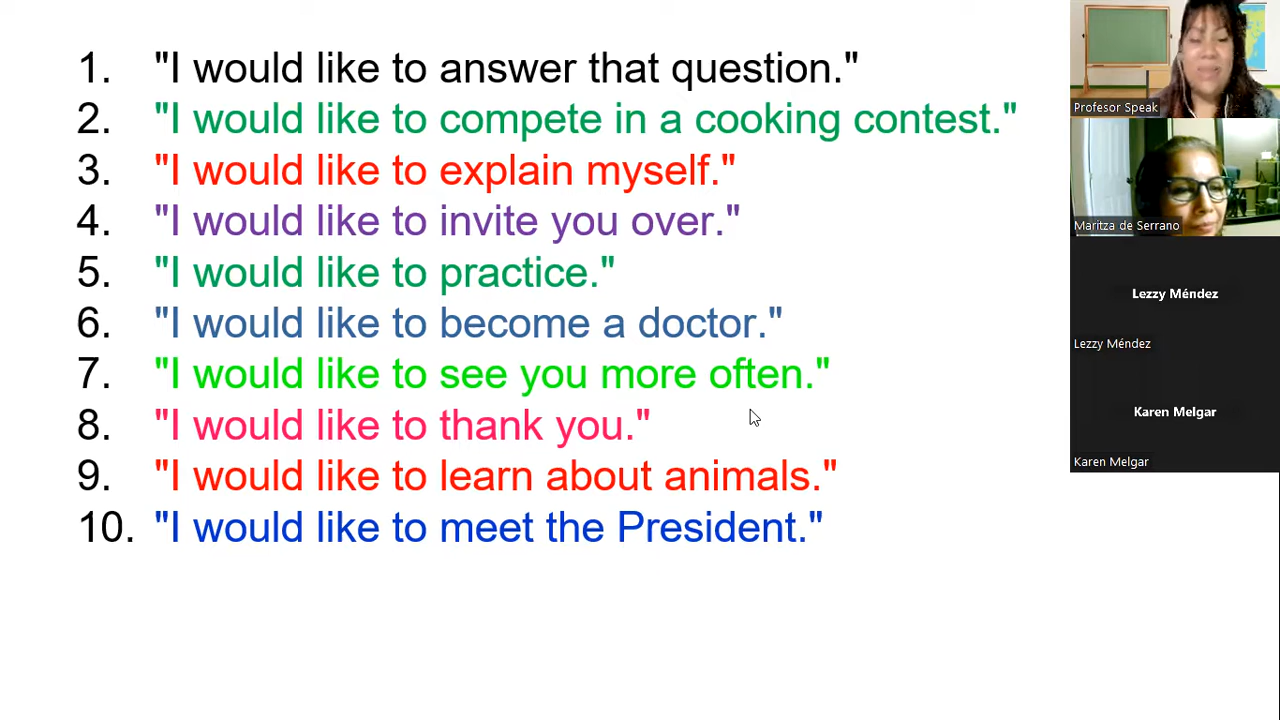 1. "I would like to answer that question."
2. "I would like to compete in a cooking contest."
3. "I would like to explain myself."
4. "I would like to invite you over."
5. "I would like to practice."
6. "I would like to become a doctor."
7. "I would like to see you more often."
8. "I would like to thank you."
9. "I would like to learn about animals."
10. "I would like to meet the President."
Profesor Speak
Maritza de Serrano
Lezzy Méndez
Lezzy Méndez
Karen Melgar
Karen Melgar